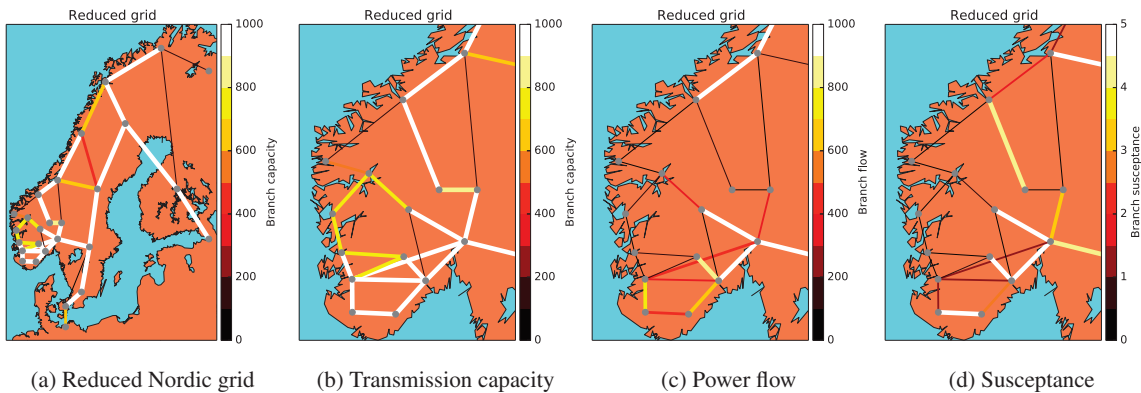 Reduced grid
1000
800
600
400
200
0
Branch capacity
(a) Reduced Nordic grid
Reduced grid
1000
800
600
400
200
0
Branch capacity
(b) Transmission capacity
Reduced grid
1000
800
600
400
200
0
Branch flow
(c) Power flow
Reduced grid
5
4
3
2
1
0
Branch susceptance
(d) Susceptance